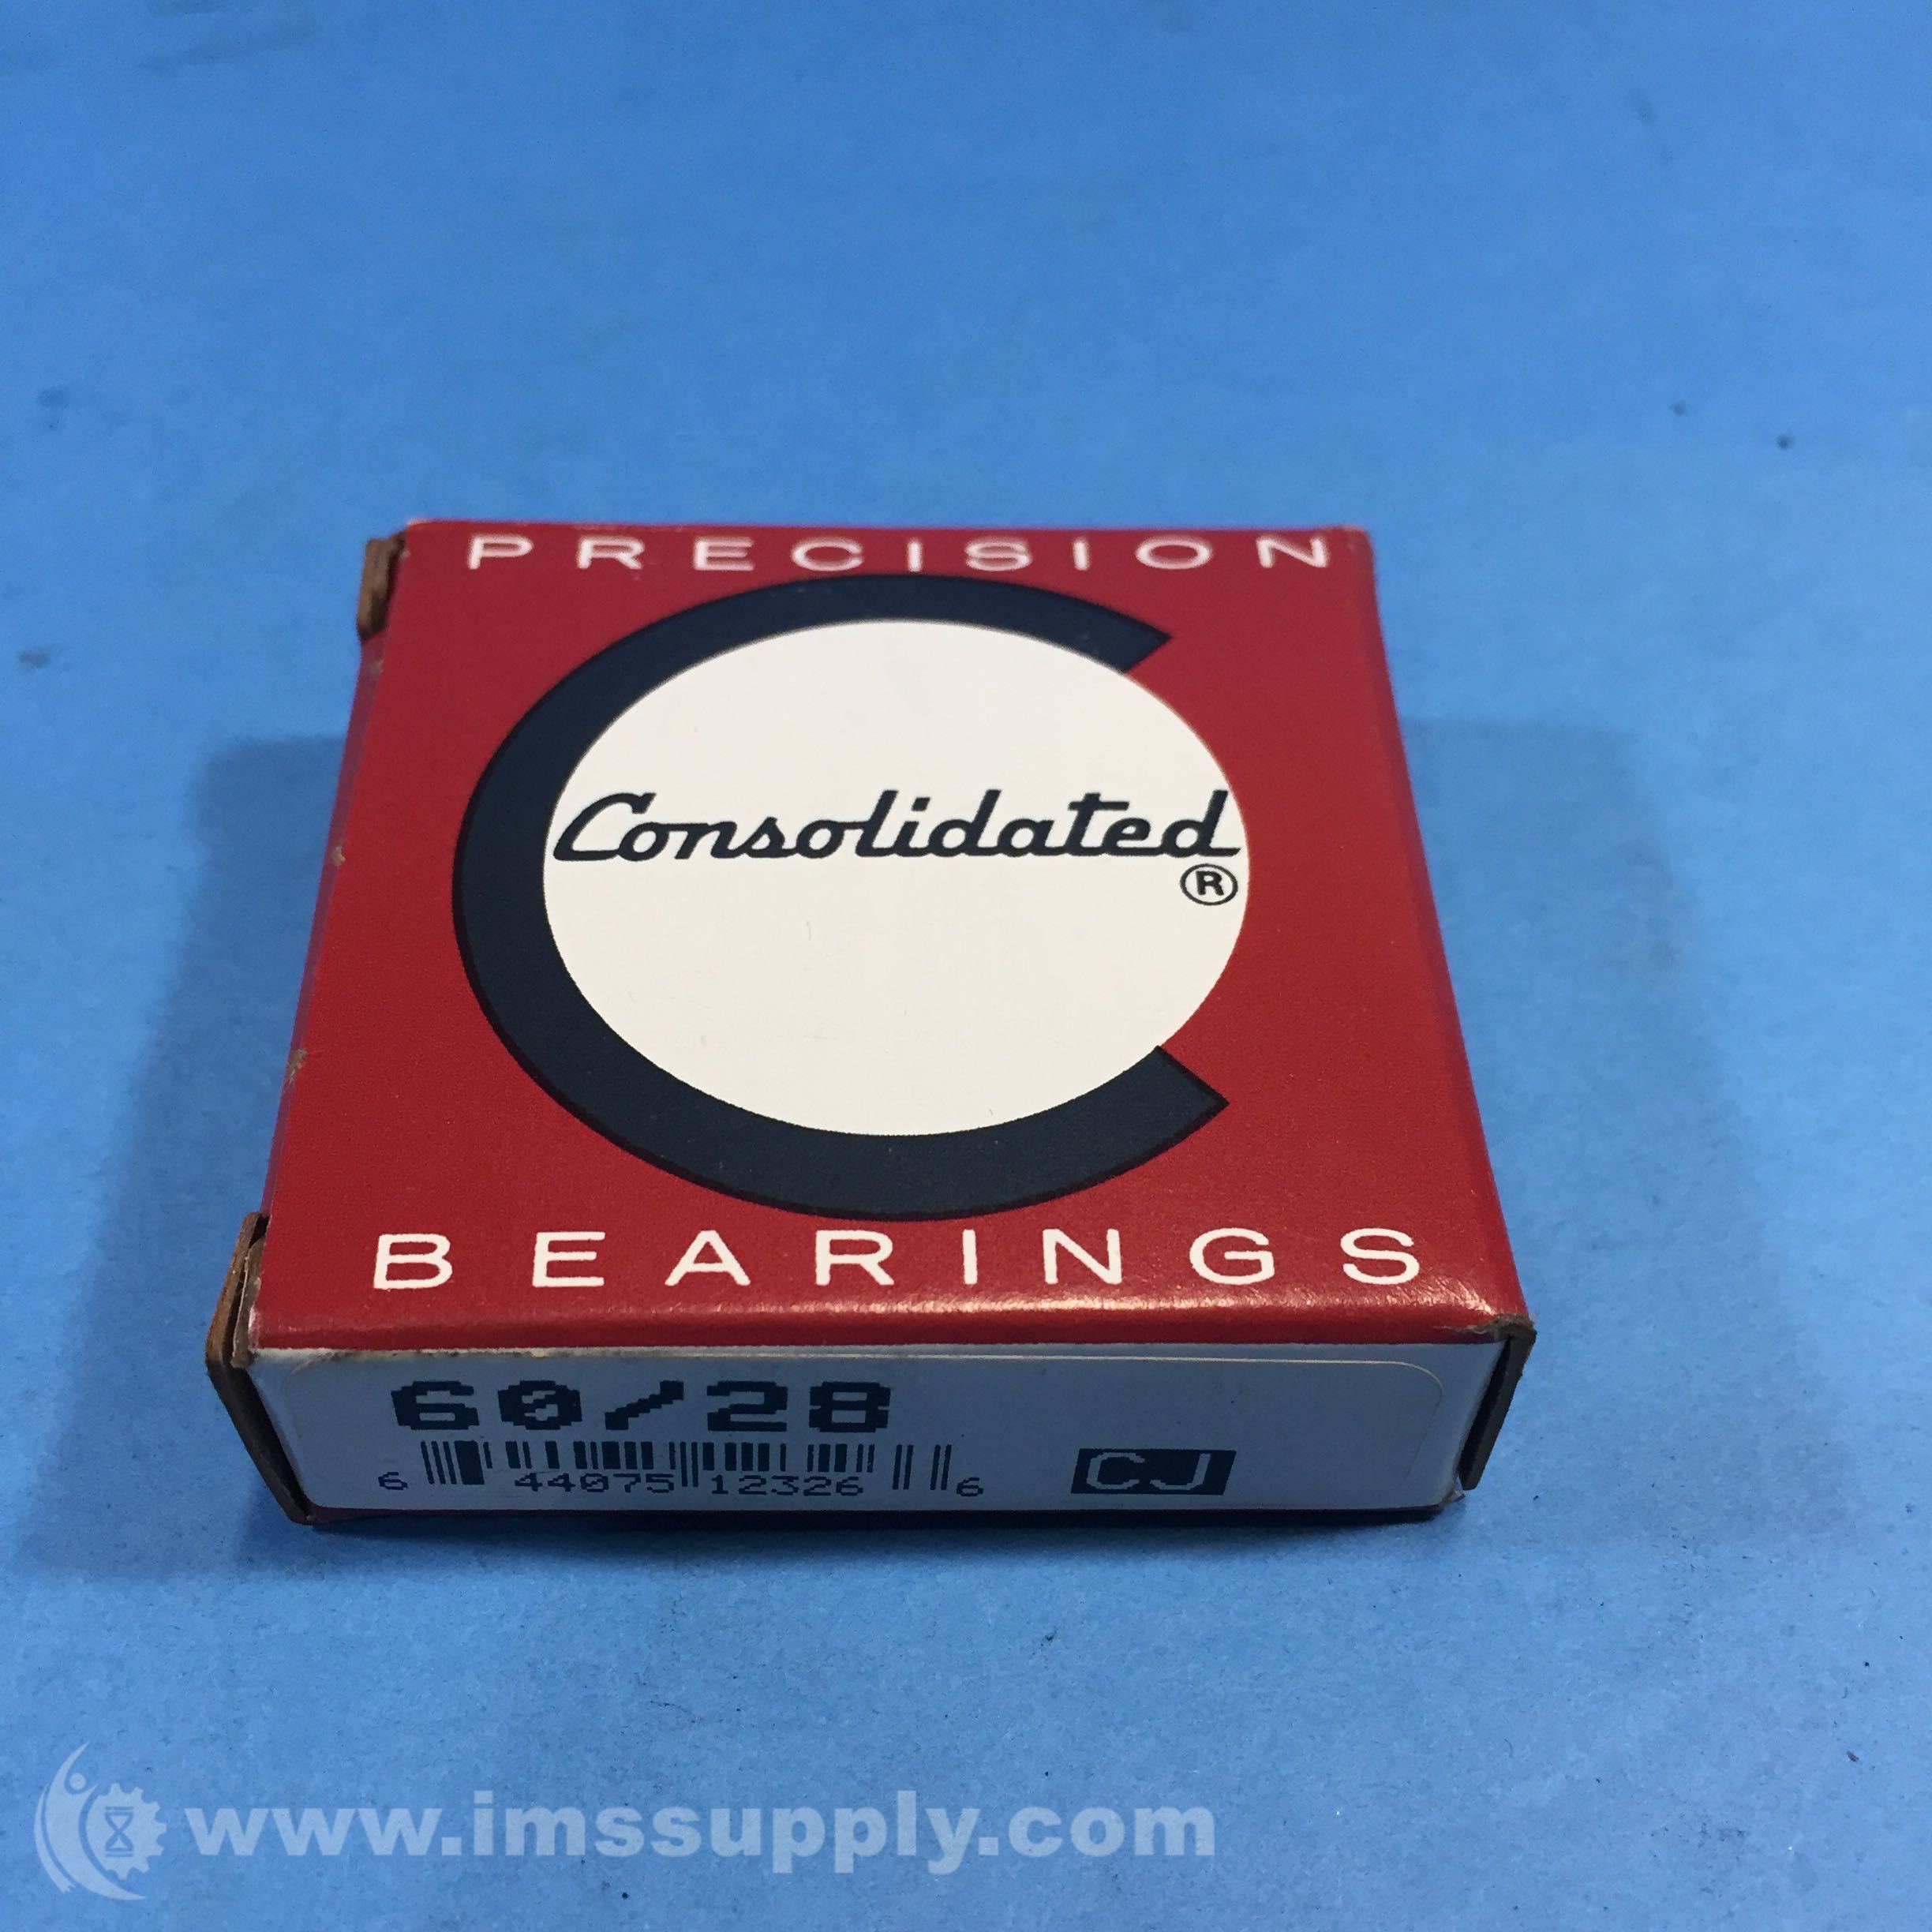 PRECISION
Consolidated
®
BEARINGS
60/28
6 44075 12326 6
CJ
www.imssupply.com